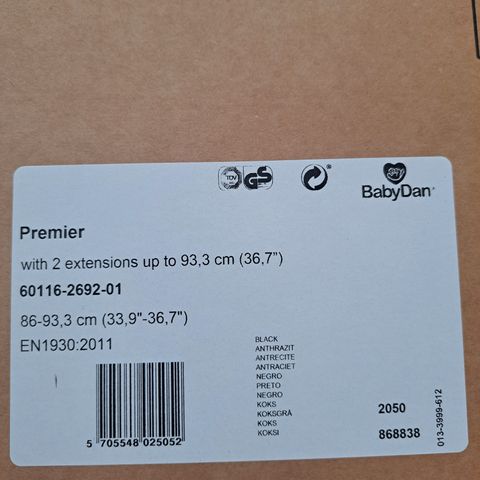 TÜV
GS
BabyDan
Premier
with 2 extensions up to 93,3 cm (36,7")
60116-2692-01
86-93,3 cm (33,9"-36,7")
EN1930:2011
BLACK
ANTHRAZIT
ANTRECITE
ANTRACIET
NEGRO
PRETO
NEGRO
KOKS
KOKSGRÅ
KOKS
KOKSI
2050
868838
013-3999-612
5 705548 025052